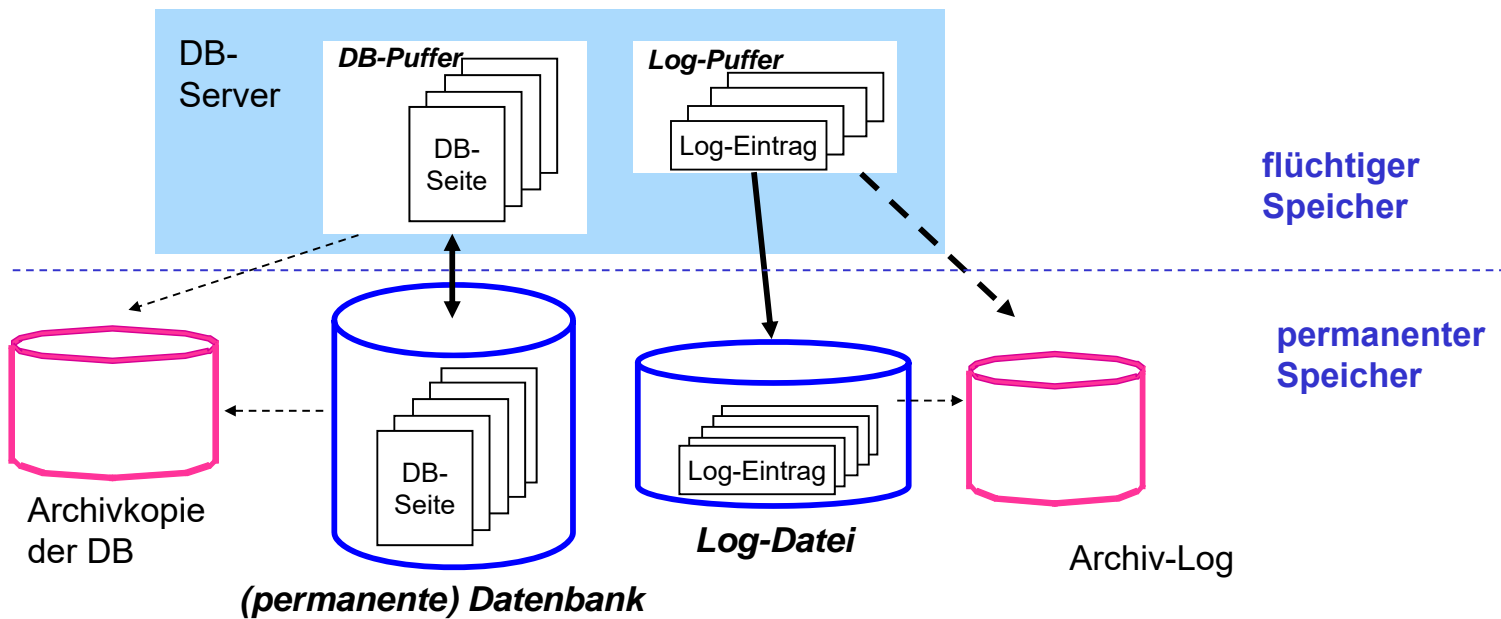 DB-
Server
DB-Puffer
DB-
Seite
Log-Puffer
Log-Eintrag
flüchtiger
Speicher
permanenter
Speicher
Archivkopie
der DB
DB-
Seite
(permanente) Datenbank
Log-Eintrag
Log-Datei
Archiv-Log